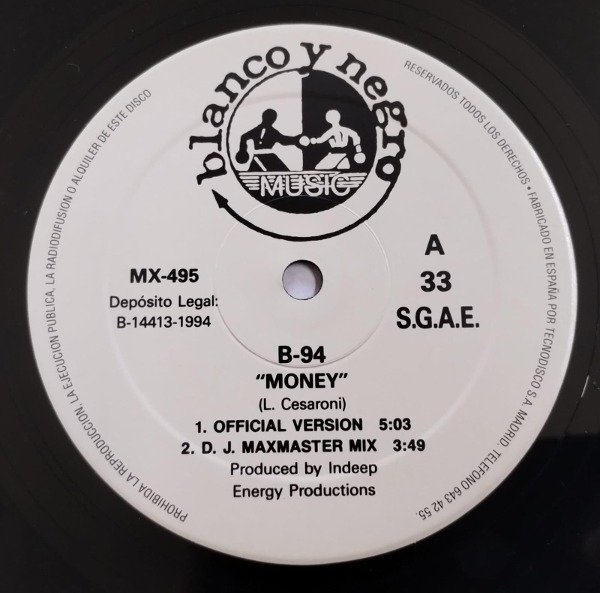 blanco y negro
MUSIC
RESERVADOS TODOS LOS DERECHOS • FABRICADO EN ESPAÑA POR TECNODISCO S.A. MADRID. TELEFONO 643 42 55.
PROHIBIDA LA REPRODUCCION, LA EJECUCION PUBLICA, LA RADIODIFUSION O ALQUILER DE ESTE DISCO
A
MX-495
33
Depósito Legal:
B-14413-1994
S.G.A.E.
B-94
"MONEY"
(L. Cesaroni)
1. OFFICIAL VERSION 5:03
2. D. J. MAXMASTER MIX 3:49
Produced by Indeep
Energy Productions